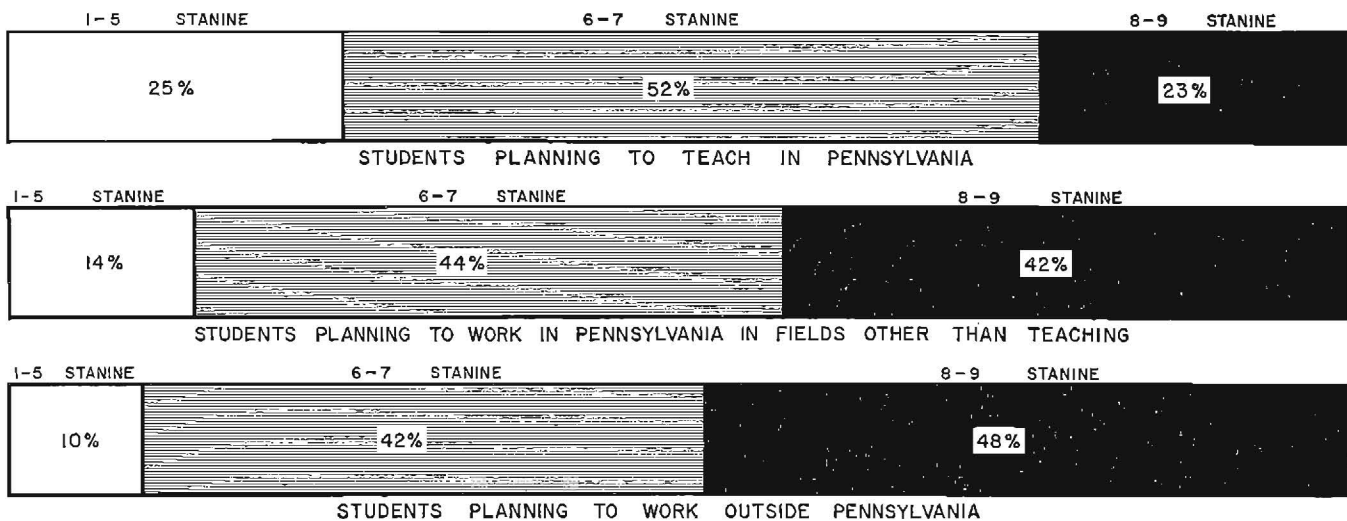 1-5 STANINE 6-7 STANINE 8-9 STANINE
25% 52% 23%
STUDENTS PLANNING TO TEACH IN PENNSYLVANIA
1-5 STANINE 6-7 STANINE 8-9 STANINE
14% 44% 42%
STUDENTS PLANNING TO WORK IN PENNSYLVANIA IN FIELDS OTHER THAN TEACHING
1-5 STANINE 6-7 STANINE 8-9 STANINE
10% 42% 48%
STUDENTS PLANNING TO WORK OUTSIDE PENNSYLVANIA